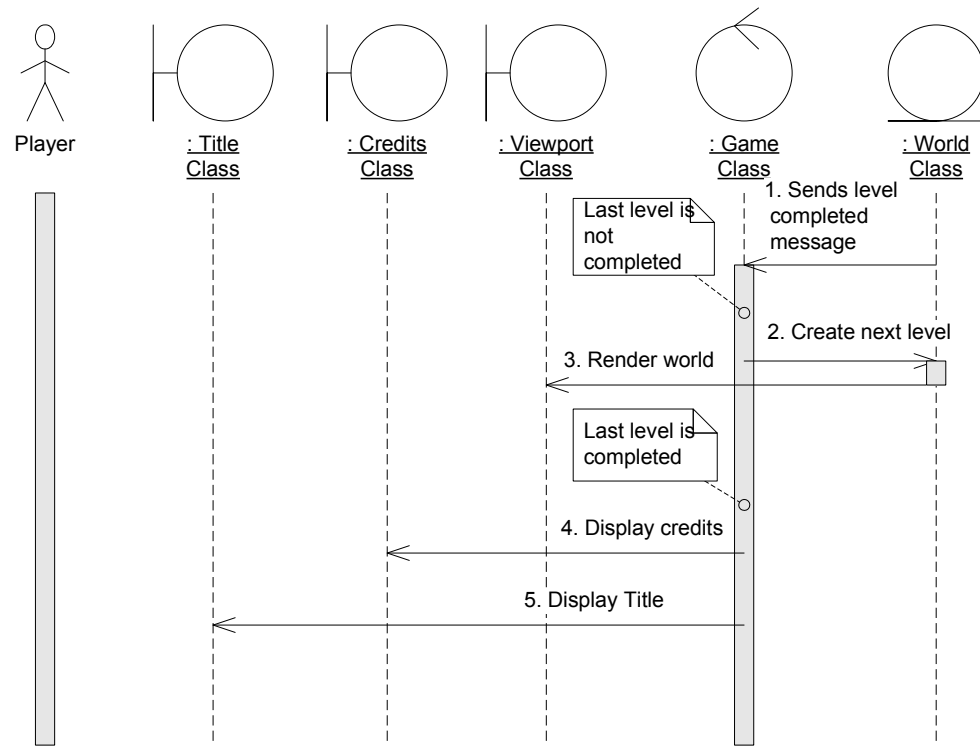 Player
: Title
Class
: Credits
Class
: Viewport
Class
: Game
Class
: World
Class
1. Sends level
completed
message
Last level is
not
completed
2. Create next level
3. Render world
Last level is
completed
4. Display credits
5. Display Title